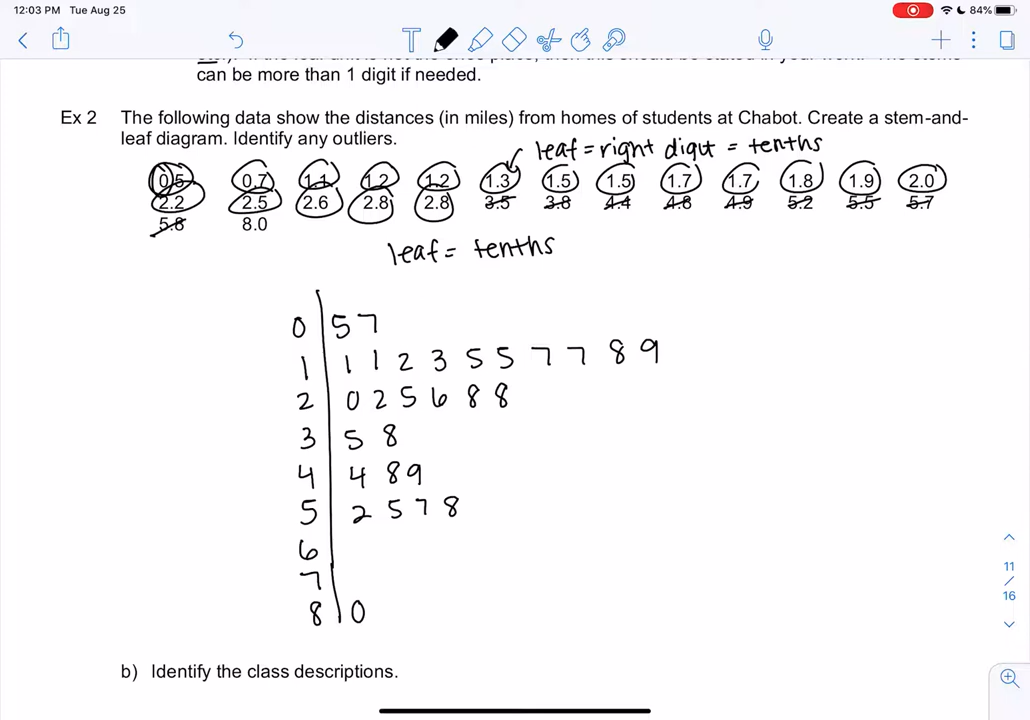 12:03 PM Tue Aug 25
84%
can be more than 1 digit if needed.
Ex 2 The following data show the distances (in miles) from homes of students at Chabot. Create a stem-and-
leaf diagram. Identify any outliers.
leaf = right digit = tenths
0.5 0.7 1.1 1.2 1.2 1.3 1.5 1.5 1.7 1.7 1.8 1.9 2.0
2.2 2.5 2.6 2.8 2.8 3.5 3.8 4.4 4.8 4.9 5.2 5.5 5.7
5.8 8.0
leaf = tenths
0 5 7
1 1 1 2 3 5 5 7 7 8 9
2 0 2 5 6 8 8
3 5 8
4 4 8 9
5 2 5 7 8
6
7
8 0
11
/
16
b) Identify the class descriptions.